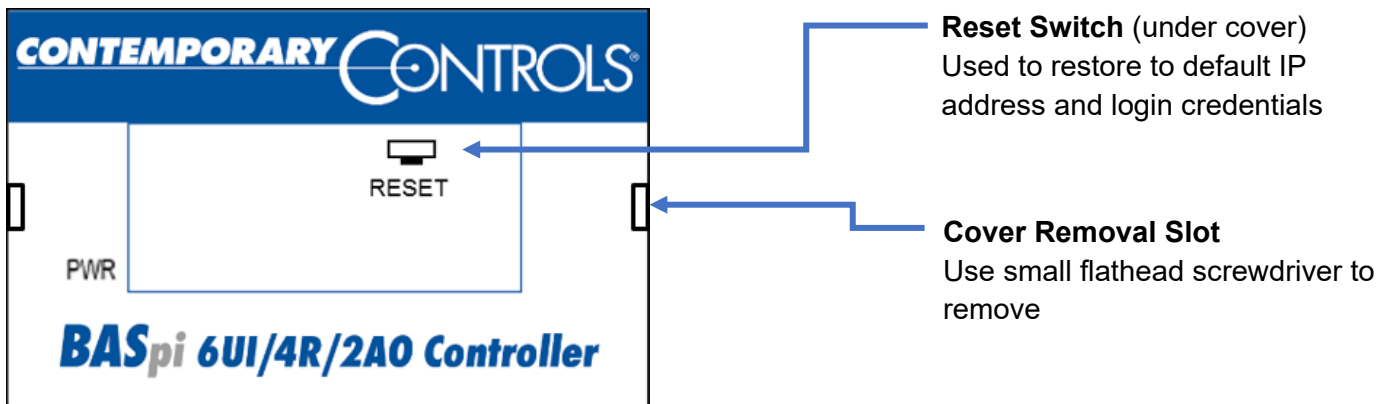 CONTEMPORARY CONTROLS®
RESET
PWR
BASpi 6UI/4R/2AO Controller
Reset Switch (under cover)
Used to restore to default IP
address and login credentials
Cover Removal Slot
Use small flathead screwdriver to
remove